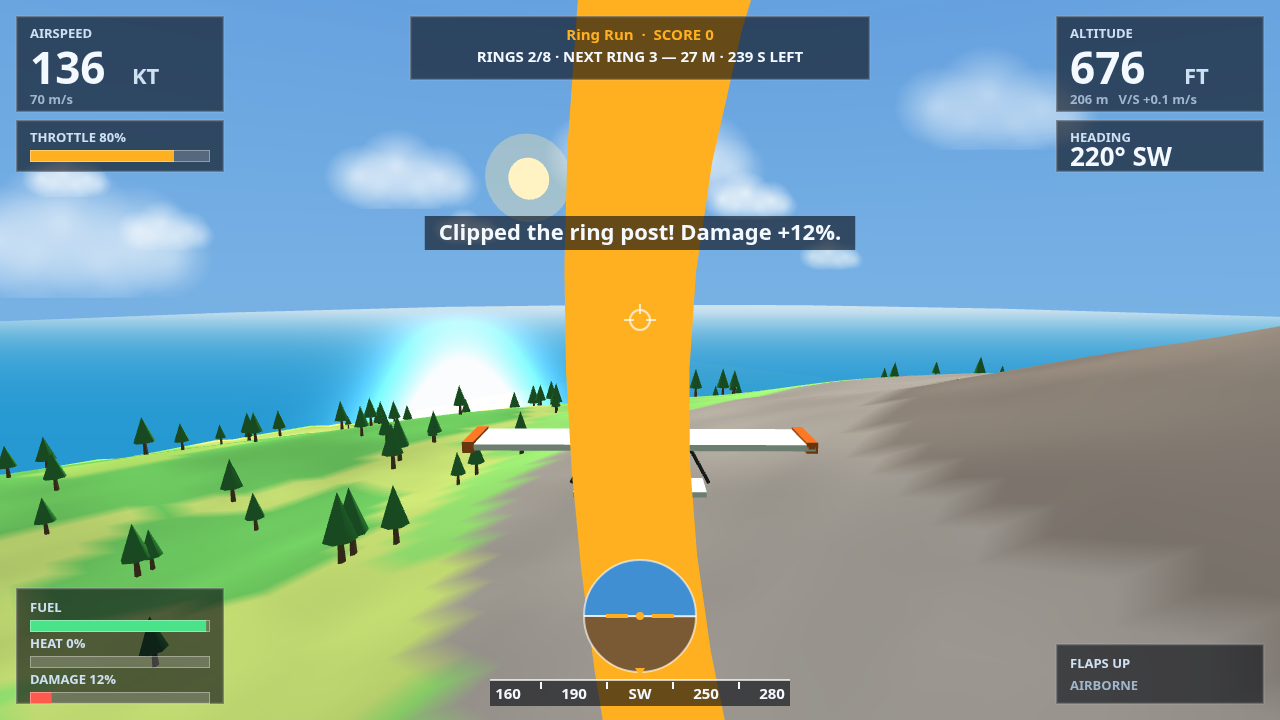 AIRSPEED
136 KT
70 m/s
THROTTLE 80%
Ring Run · SCORE 0
RINGS 2/8 · NEXT RING 3 — 27 M · 239 S LEFT
ALTITUDE
676 FT
206 m V/S +0.1 m/s
HEADING
220° SW
Clipped the ring post! Damage +12%.
FUEL
HEAT 0%
DAMAGE 12%
160 190 SW 250 280
FLAPS UP
AIRBORNE